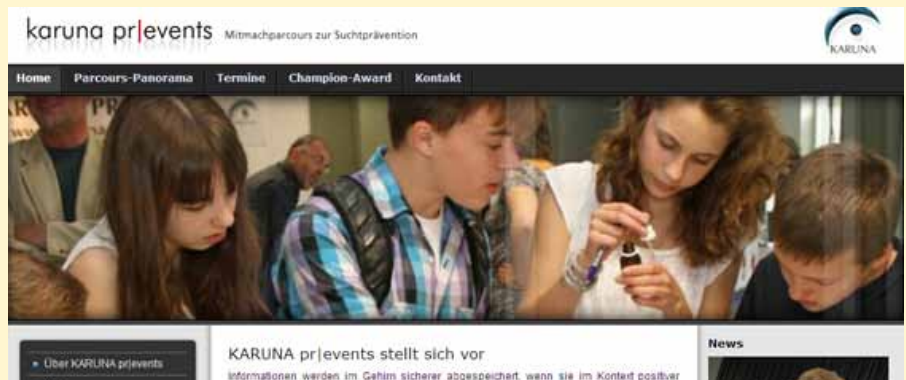 karuna pr|events Mitmachparcours zur Suchtprävention
KARUNA
Home Parcours-Panorama Termine Champion-Award Kontakt
PR
Über KARUNA pr|events
KARUNA pr|events stellt sich vor
Informationen werden im Gehirn sicherer abgespeichert, wenn sie im Kontext positiver
News